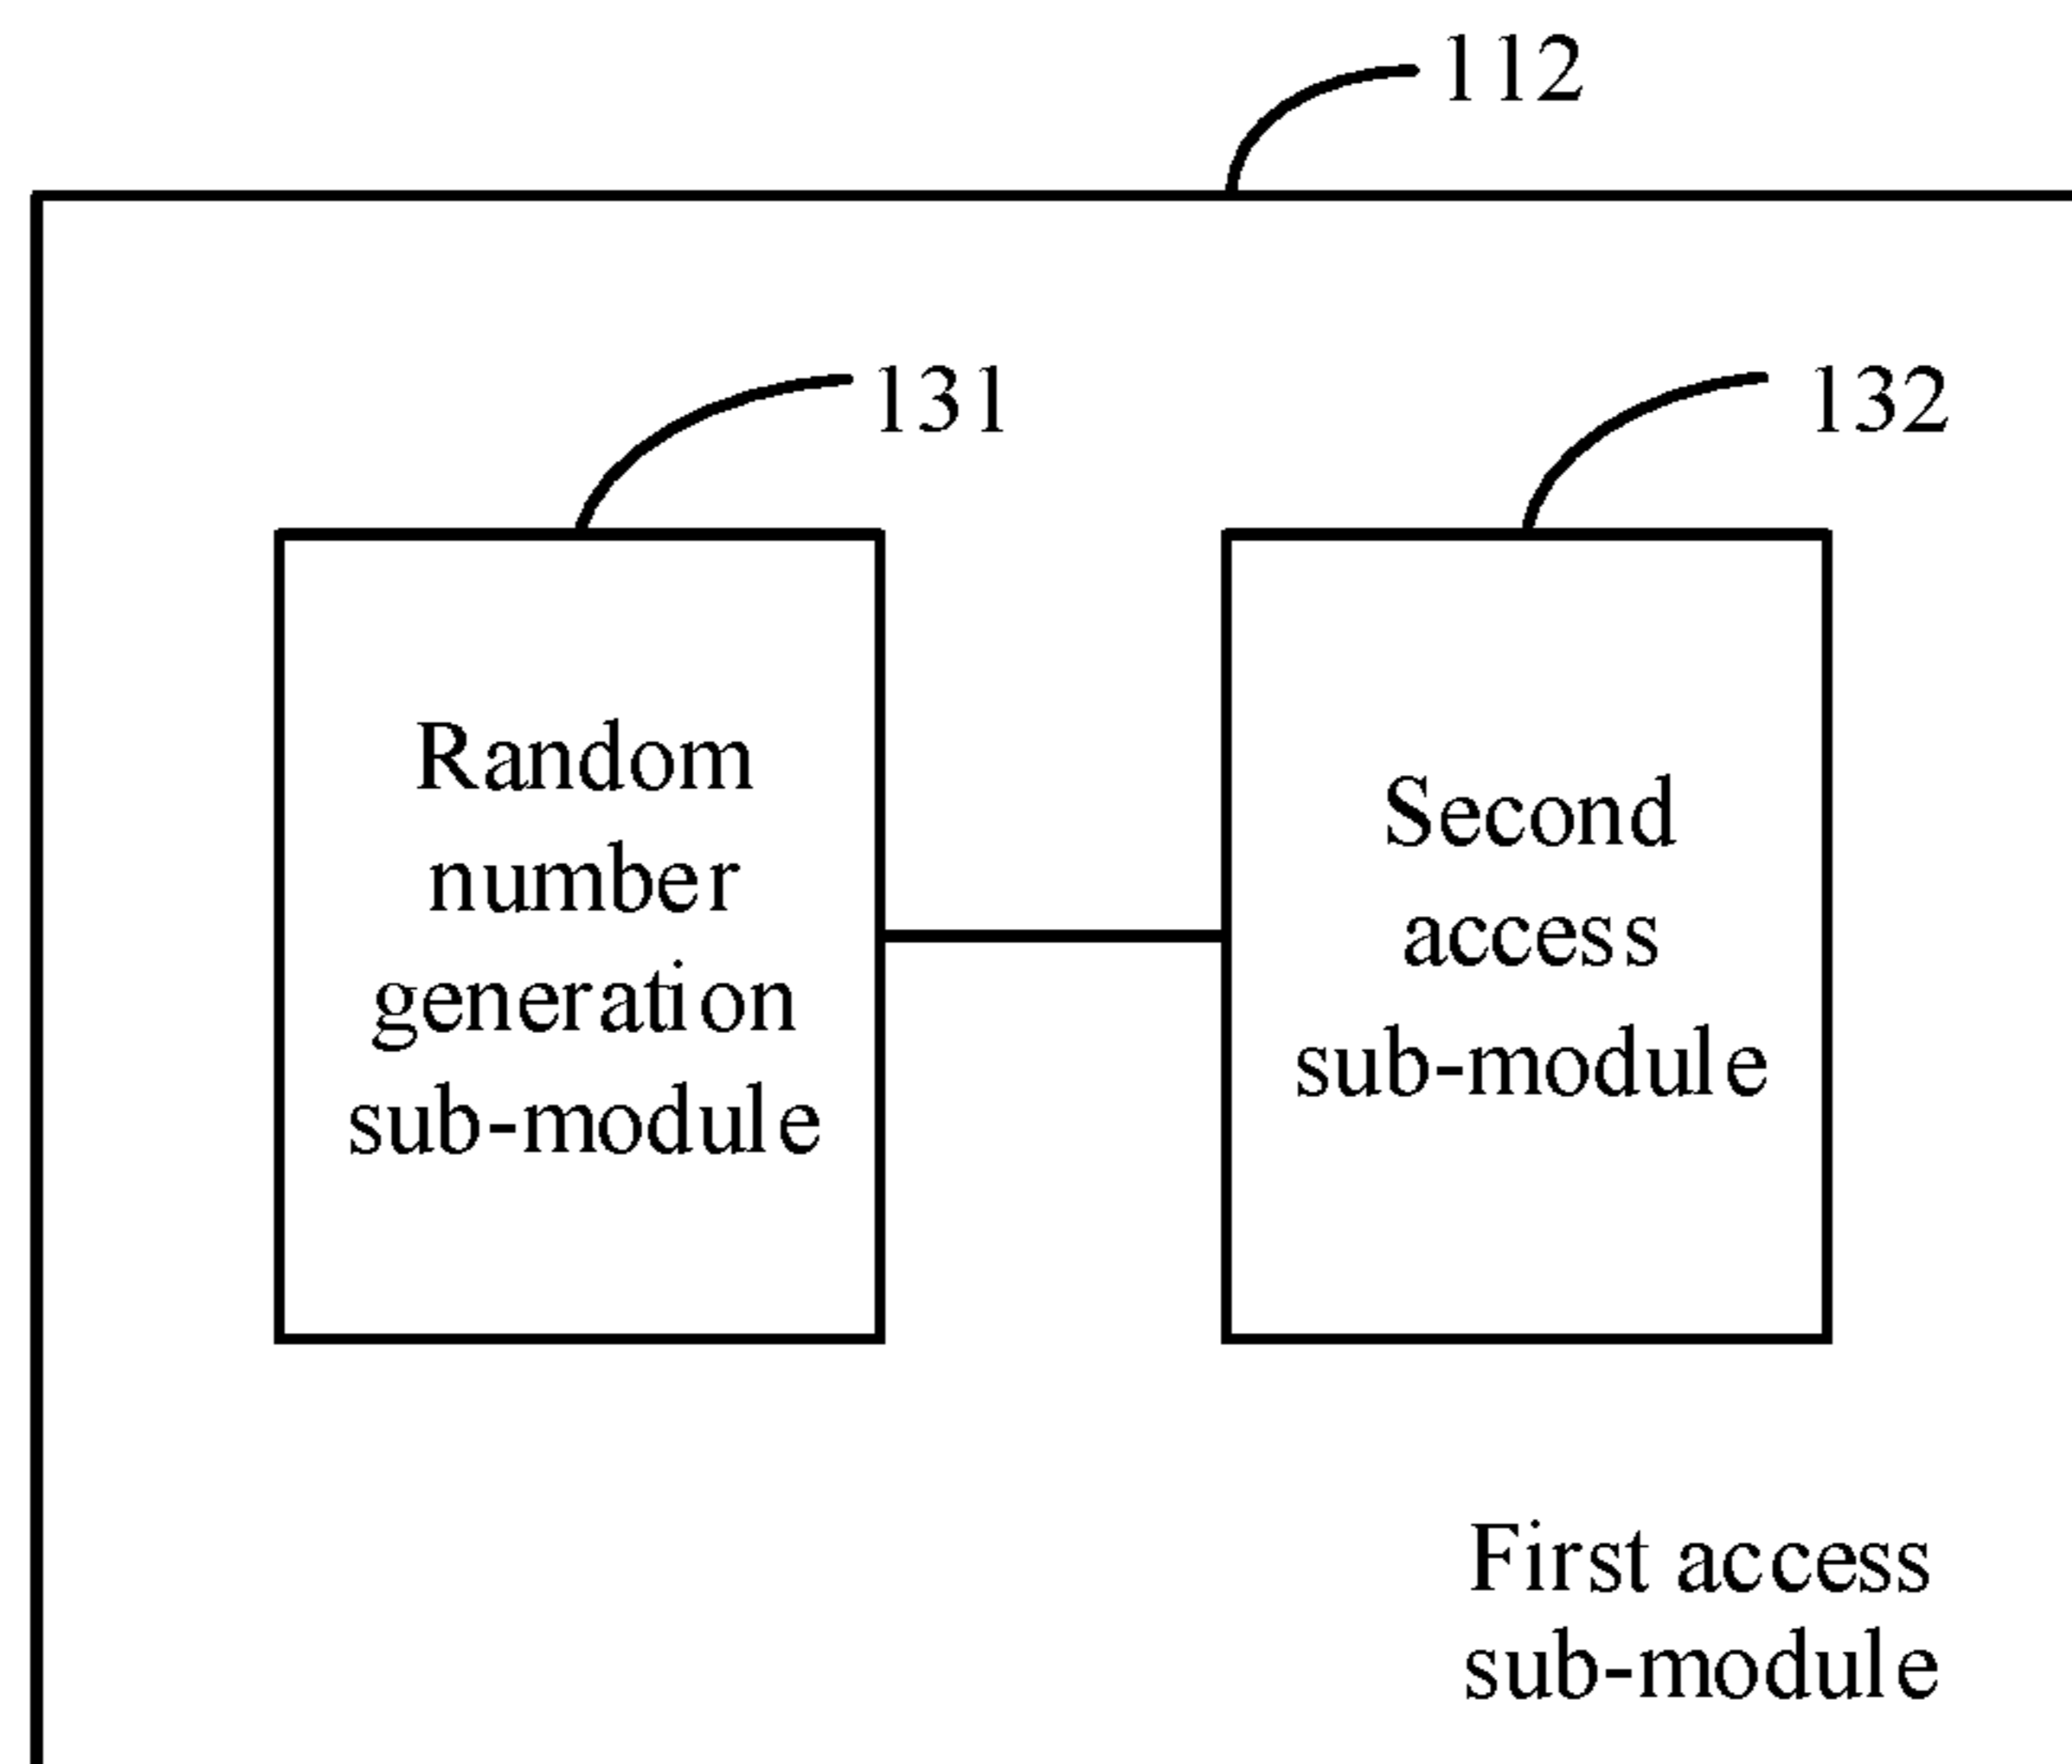 112
131
132
Random
number
generation
sub-module
Second
access
sub-module
First access
sub-module